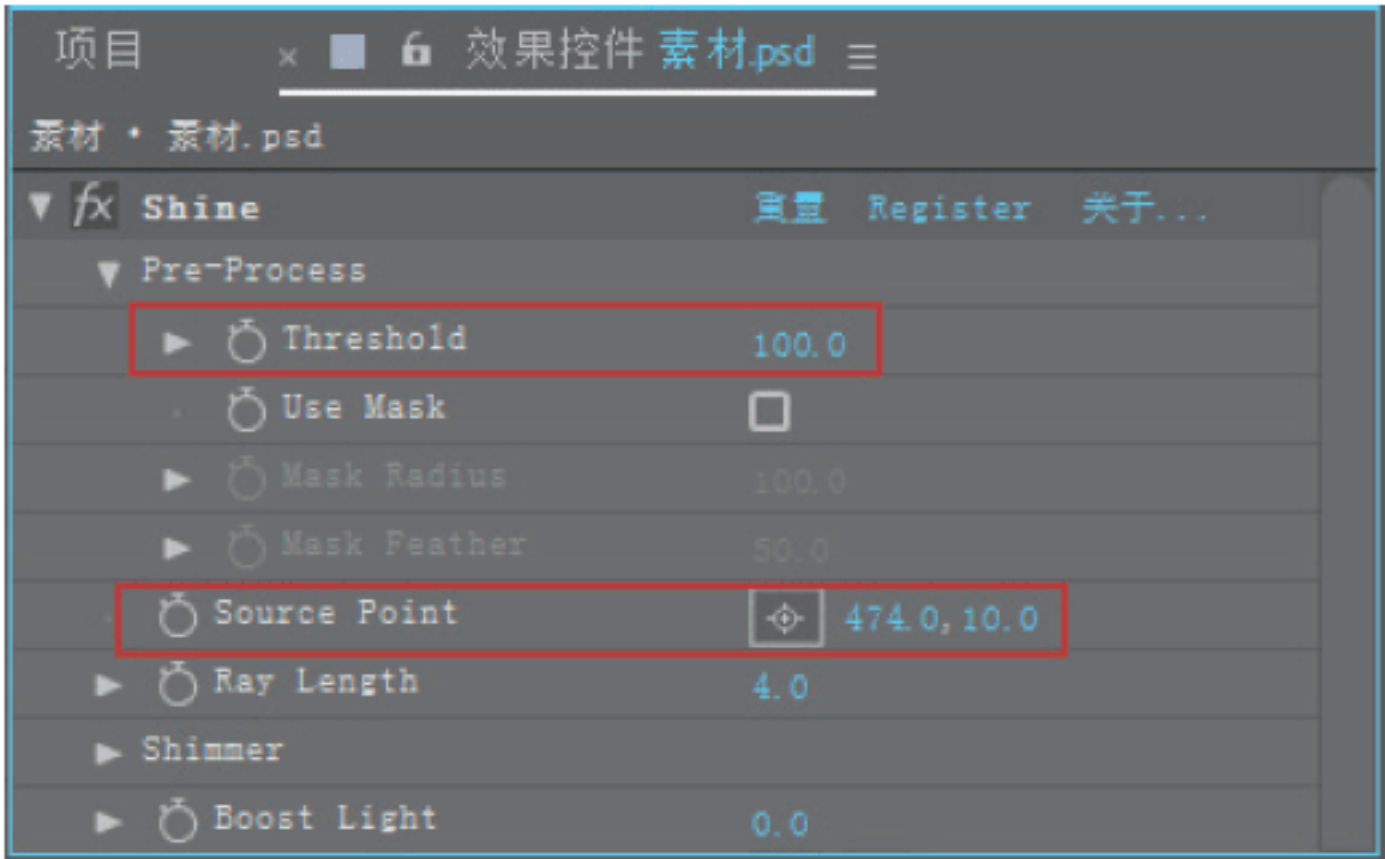 项目 × 效果控件 素材.psd ≡
素材 • 素材.psd
fx Shine 重置 Register 关于...
Pre-Process
Threshold 100.0
Use Mask
Mask Radius 100.0
Mask Feather 50.0
Source Point 474.0,10.0
Ray Length 4.0
Shimmer
Boost Light 0.0